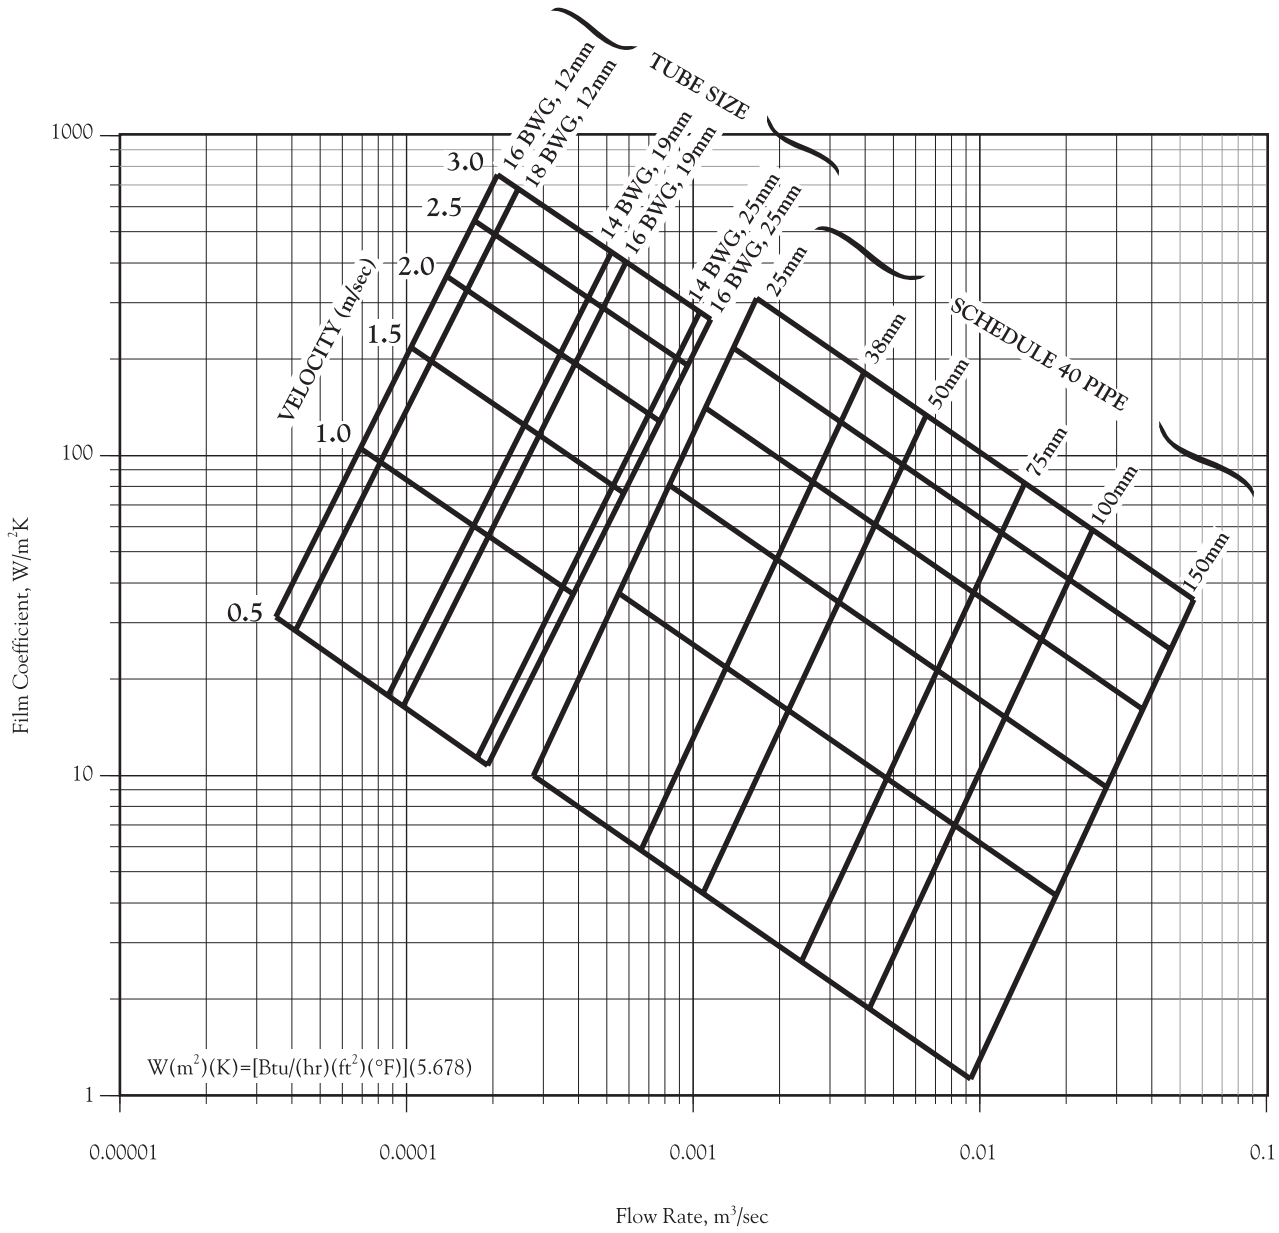 TUBE SIZE
16 BWG, 12mm
18 BWG, 12mm
14 BWG, 19mm
16 BWG, 19mm
14 BWG, 25mm
16 BWG, 25mm
SCHEDULE 40 PIPE
25mm
38mm
50mm
75mm
100mm
150mm
VELOCITY (m/sec)
3.0
2.5
2.0
1.5
1.0
0.5
Film Coefficient, W/m²K
1000
100
10
1
W(m²)(K)=[Btu/(hr)(ft²)(°F)](5.678)
0.00001
0.0001
0.001
0.01
0.1
Flow Rate, m³/sec